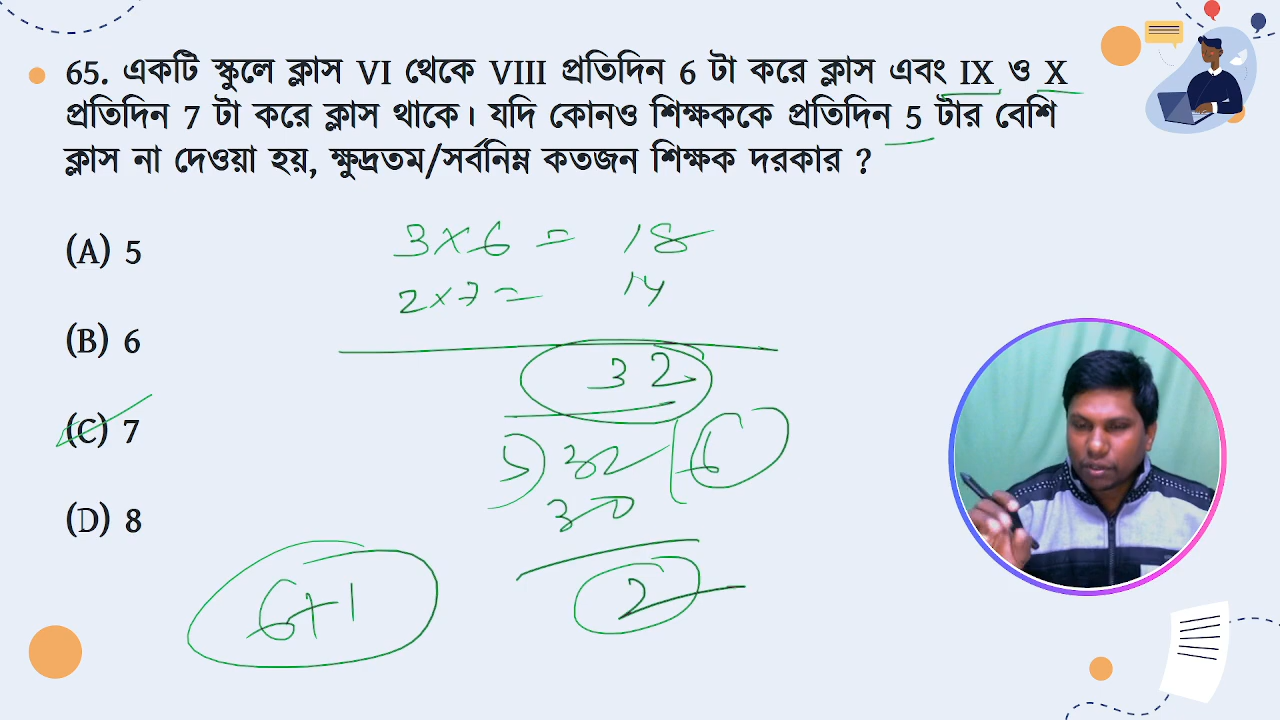 65. একটি স্কুলে ক্লাস VI থেকে VIII প্রতিদিন 6 টা করে ক্লাস এবং IX ও X
প্রতিদিন 7 টা করে ক্লাস থাকে। যদি কোনও শিক্ষককে প্রতিদিন 5 টার বেশি
ক্লাস না দেওয়া হয়, ক্ষুদ্রতম/সর্বনিম্ন কতজন শিক্ষক দরকার ?
(A) 5
(B) 6
(C) 7
(D) 8
3 × 6 = 18
2 × 7 = 14
32
5) 32 ( 6
30
2
6+1